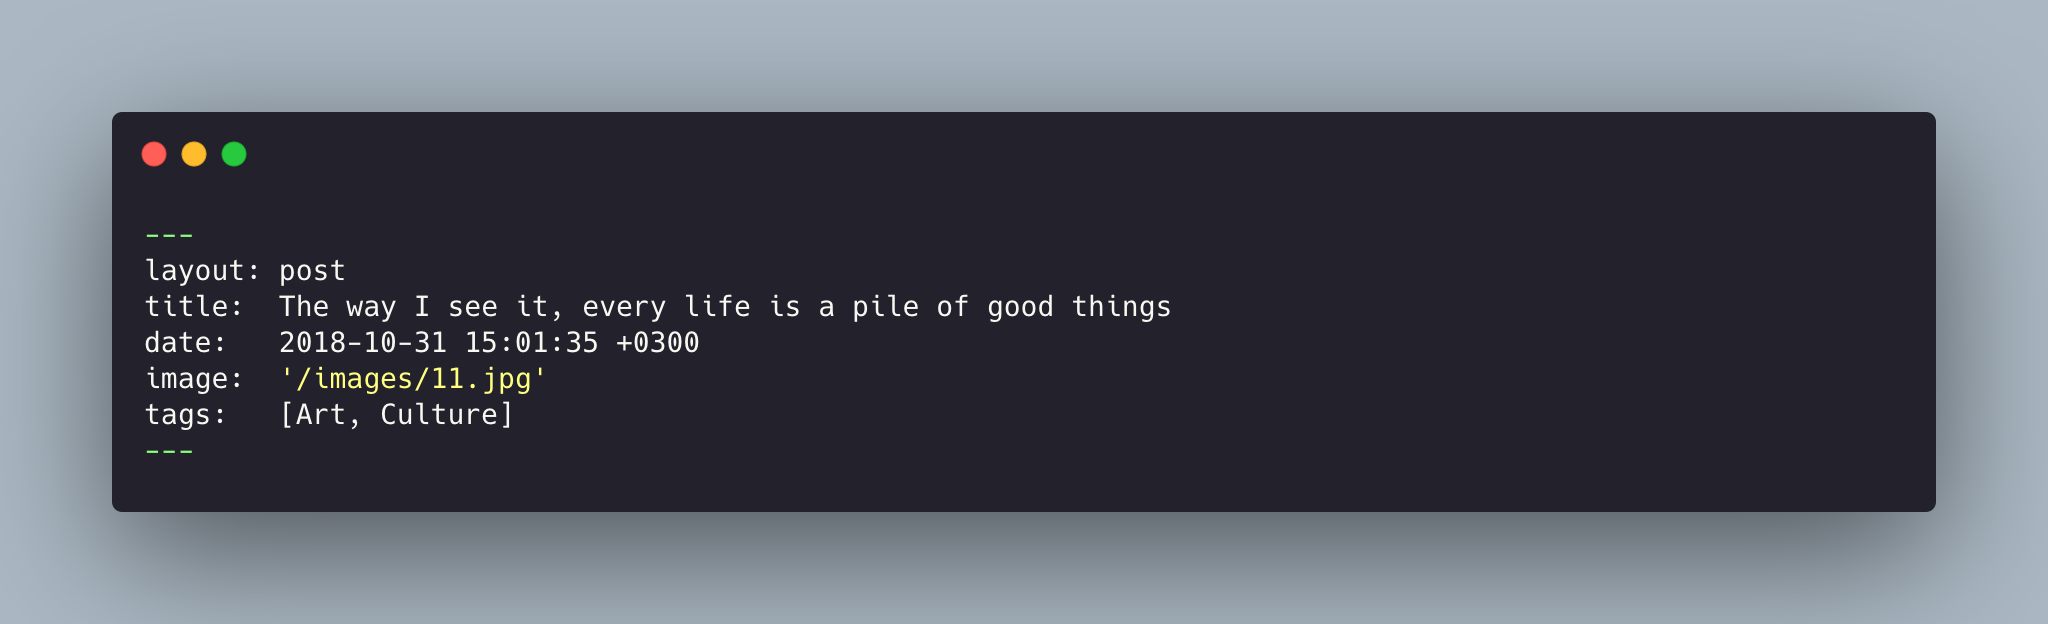 ---
layout: post
title:  The way I see it, every life is a pile of good things
date:   2018-10-31 15:01:35 +0300
image:  '/images/11.jpg'
tags:   [Art, Culture]
---